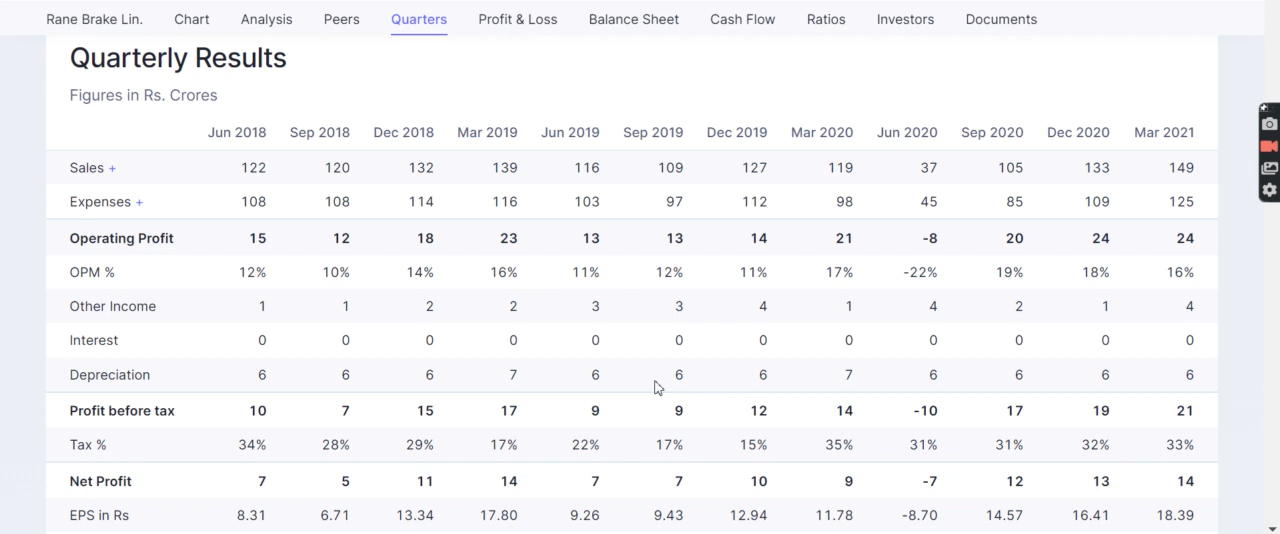 Rane Brake Lin. Chart Analysis Peers Quarters Profit & Loss Balance Sheet Cash Flow Ratios Investors Documents
Quarterly Results
Figures in Rs. Crores
Jun 2018 Sep 2018 Dec 2018 Mar 2019 Jun 2019 Sep 2019 Dec 2019 Mar 2020 Jun 2020 Sep 2020 Dec 2020 Mar 2021
Sales + 122 120 132 139 116 109 127 119 37 105 133 149
Expenses + 108 108 114 116 103 97 112 98 45 85 109 125
Operating Profit 15 12 18 23 13 13 14 21 -8 20 24 24
OPM % 12% 10% 14% 16% 11% 12% 11% 17% -22% 19% 18% 16%
Other Income 1 1 2 2 3 3 4 1 4 2 1 4
Interest 0 0 0 0 0 0 0 0 0 0 0 0
Depreciation 6 6 6 7 6 6 6 7 6 6 6 6
Profit before tax 10 7 15 17 9 9 12 14 -10 17 19 21
Tax % 34% 28% 29% 17% 22% 17% 15% 35% 31% 31% 32% 33%
Net Profit 7 5 11 14 7 7 10 9 -7 12 13 14
EPS in Rs 8.31 6.71 13.34 17.80 9.26 9.43 12.94 11.78 -8.70 14.57 16.41 18.39